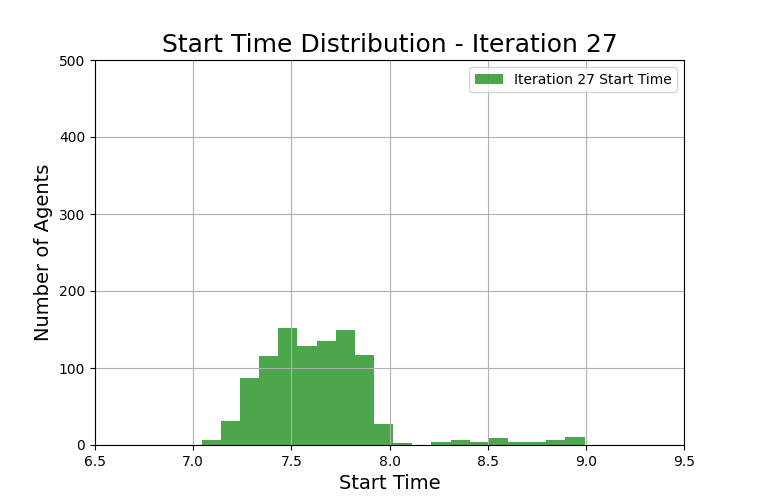 Start Time Distribution - Iteration 27
Iteration 27 Start Time
500
400
300
200
100
0
Number of Agents
6.5 7.0 7.5 8.0 8.5 9.0 9.5
Start Time